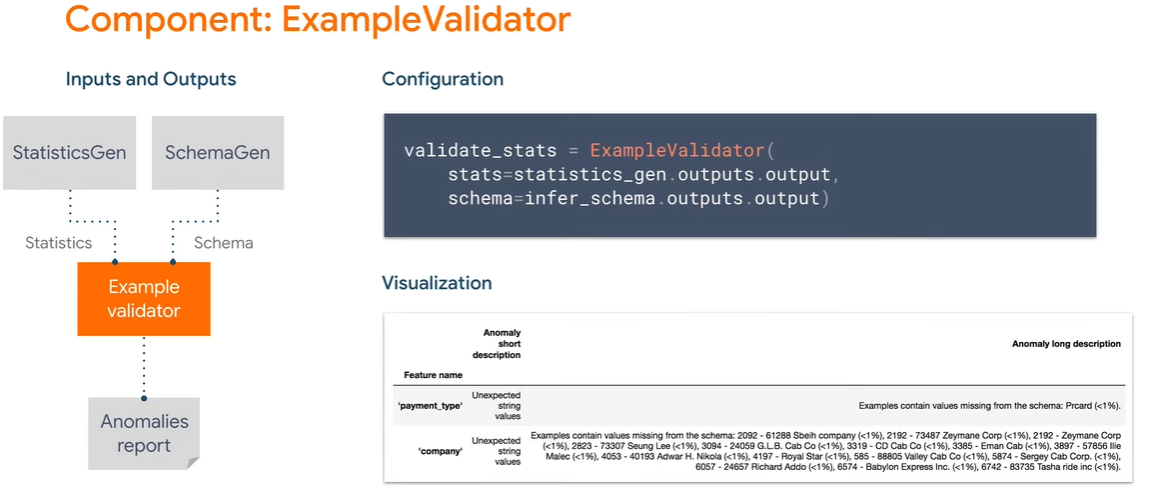 Component: ExampleValidator
Inputs and Outputs
StatisticsGen
SchemaGen
Statistics
Schema
Example
validator
Anomalies
report
Configuration
validate_stats = ExampleValidator(
    stats=statistics_gen.outputs.output,
    schema=infer_schema.outputs.output)
Visualization
Anomaly
short
description
Anomaly long description
Feature name
'payment_type'
Unexpected
string
values
Examples contain values missing from the schema: Prcard (<1%).
'company'
Unexpected
string
values
Examples contain values missing from the schema: 2092 - 61288 Sbeih company (<1%), 2192 - 73487 Zeymane Corp (<1%), 2192 - Zeymane Corp
(<1%), 2823 - 73307 Seung Lee (<1%), 3094 - 24059 G.L.B. Cab Co (<1%), 3319 - CD Cab Co (<1%), 3385 - Eman Cab (<1%), 3897 - 57856 Ilie
Malec (<1%), 4053 - 40193 Adwar H. Nikola (<1%), 4197 - Royal Star (<1%), 585 - 88805 Valley Cab Co (<1%), 5874 - Sergey Cab Corp. (<1%),
6057 - 24657 Richard Addo (<1%), 6574 - Babylon Express Inc. (<1%), 6742 - 83735 Tasha ride inc (<1%).